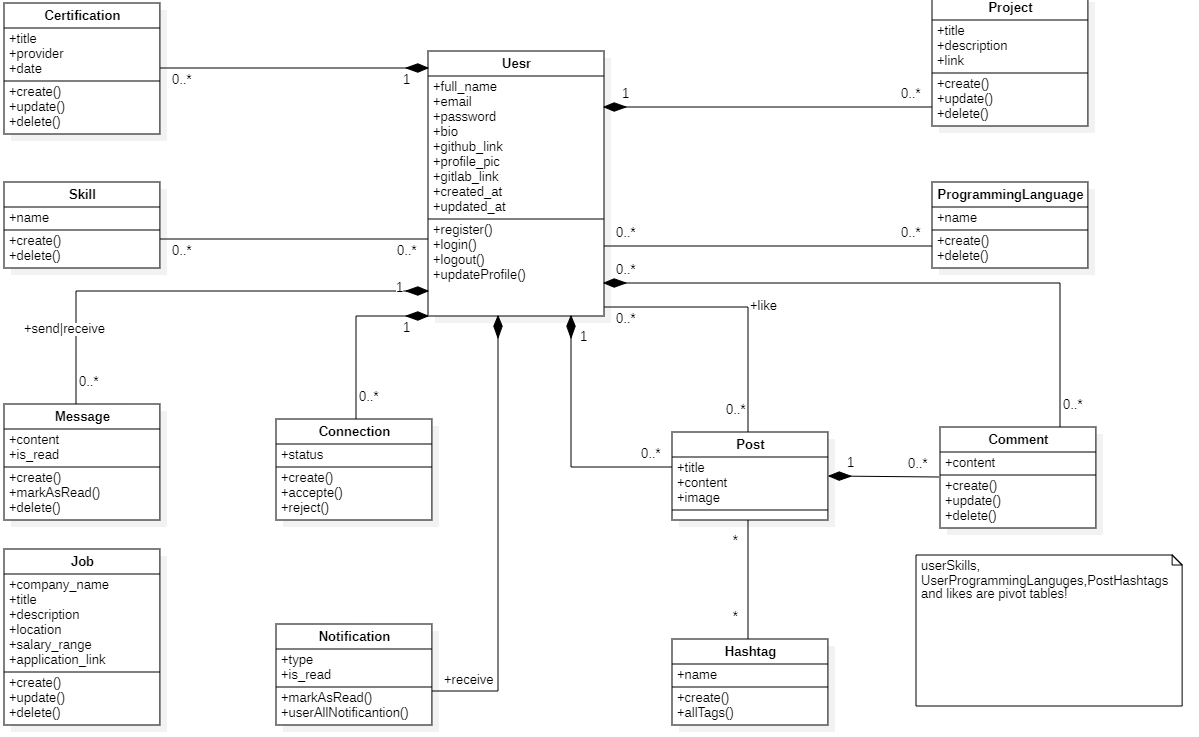 Certification
+title
+provider
+date
+create()
+update()
+delete()
0..*
1
Uesr
+full_name
+email
+password
+bio
+github_link
+profile_pic
+gitlab_link
+created_at
+updated_at
+register()
+login()
+logout()
+updateProfile()
1
0..*
Project
+title
+description
+link
+create()
+update()
+delete()
Skill
+name
+create()
+delete()
0..*
0..*
0..*
0..*
ProgrammingLanguage
+name
+create()
+delete()
1
+send|receive
0..*
Message
+content
+is_read
+create()
+markAsRead()
+delete()
1
0..*
Connection
+status
+create()
+accepte()
+reject()
1
0..*
0..*
+like
0..*
0..*
0..*
Post
+title
+content
+image
1
0..*
Comment
+content
+create()
+update()
+delete()
Job
+company_name
+title
+description
+location
+salary_range
+application_link
+create()
+update()
+delete()
Notification
+type
+is_read
+markAsRead()
+userAllNotificantion()
+receive
*
*
Hashtag
+name
+create()
+allTags()
userSkills,
UserProgrammingLanguges,PostHashtags
and likes are pivot tables!